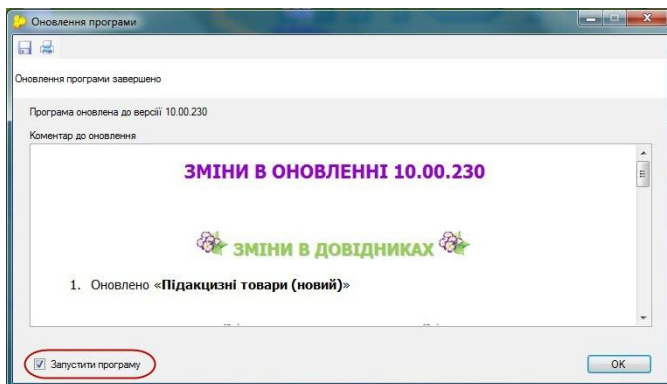 Оновлення програми
Оновлення програми завершено
Програма оновлена до версії 10.00.230
Коментар до оновлення
ЗМІНИ В ОНОВЛЕННІ 10.00.230
ЗМІНИ В ДОВІДНИКАХ
1. Оновлено «Підакцизні товари (новий)»
Запустити програму
OK